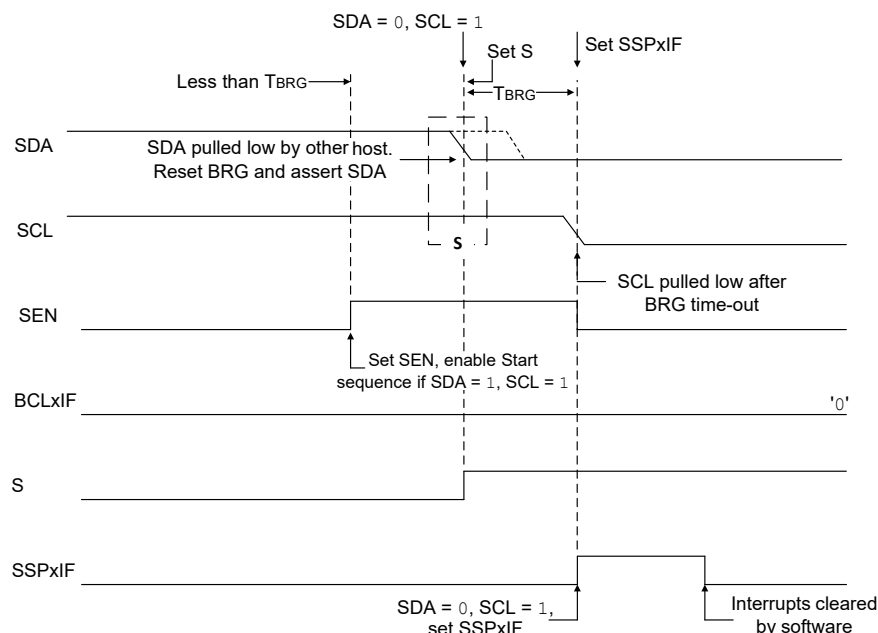 SDA = 0, SCL = 1
Set S
Set SSPxIF
Less than TBRG
TBRG
SDA
SDA pulled low by other host.
Reset BRG and assert SDA
SCL
S
SCL pulled low after
BRG time-out
SEN
Set SEN, enable Start
sequence if SDA = 1, SCL = 1
BCLxIF
'0'
S
SSPxIF
SDA = 0, SCL = 1,
set SSPxIF
Interrupts cleared
by software